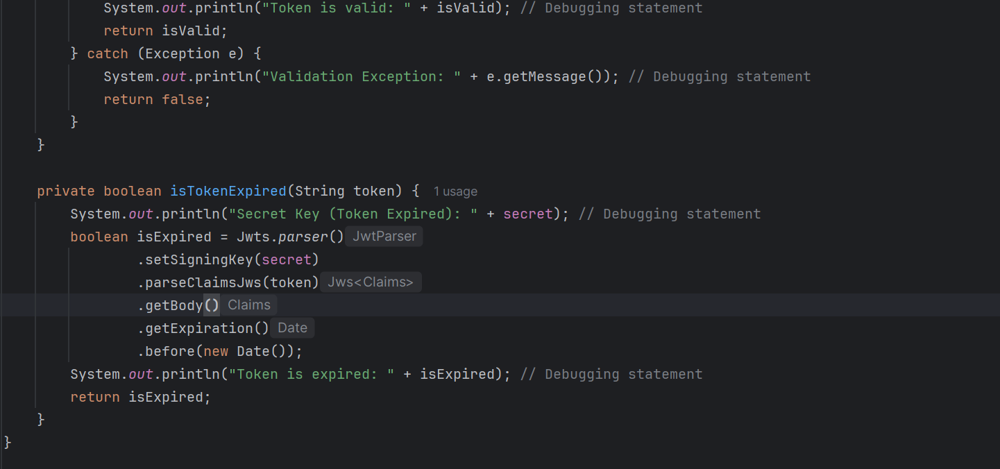 System.out.println("Token is valid: " + isValid); // Debugging statement
return isValid;
} catch (Exception e) {
System.out.println("Validation Exception: " + e.getMessage()); // Debugging statement
return false;
}
}
private boolean isTokenExpired(String token) { 1 usage
System.out.println("Secret Key (Token Expired): " + secret); // Debugging statement
boolean isExpired = Jwts.parser() JwtParser
.setSigningKey(secret)
.parseClaimsJws(token) Jws<Claims>
.getBody() Claims
.getExpiration() Date
.before(new Date());
System.out.println("Token is expired: " + isExpired); // Debugging statement
return isExpired;
}
}